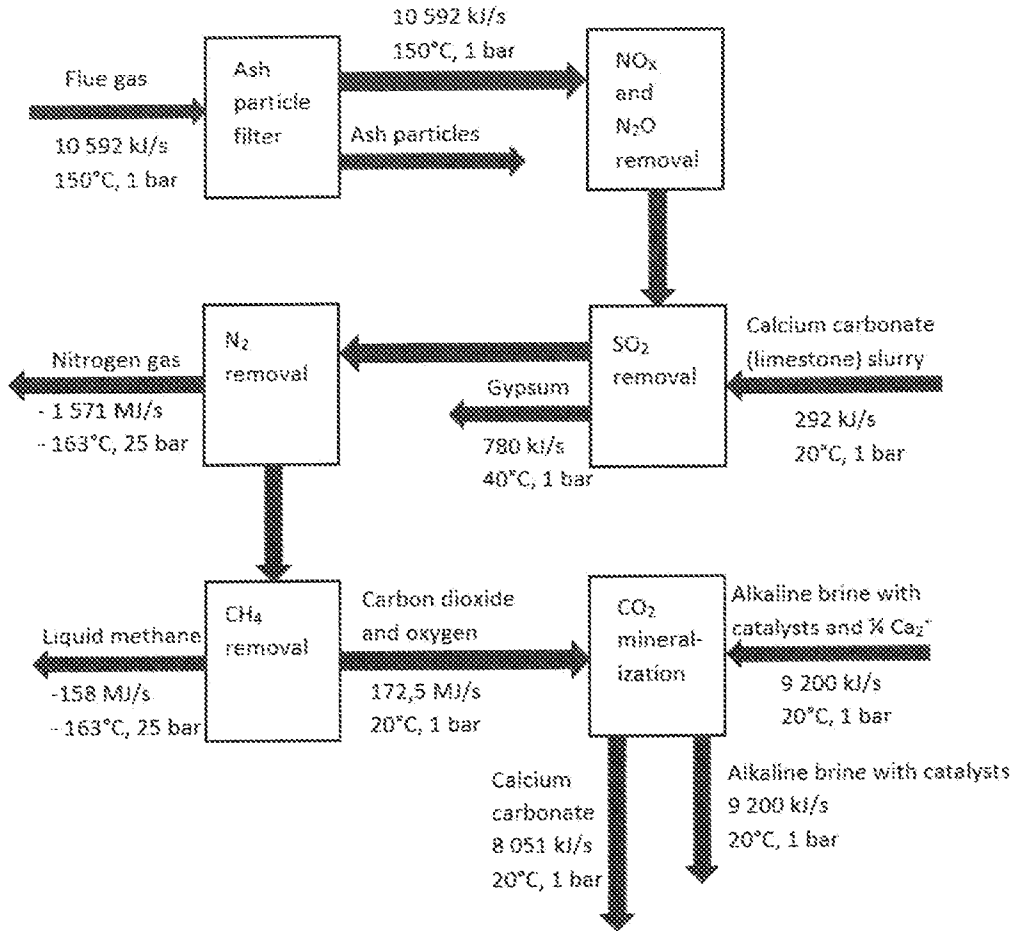 10 592 kJ/s
150°C, 1 bar
Flue gas
10 592 kJ/s
150°C, 1 bar
Ash
particle
filter
Ash particles
NOₓ
and
N₂O
removal
Nitrogen gas
- 1 571 MJ/s
- 163°C, 25 bar
N₂
removal
Gypsum
780 kJ/s
40°C, 1 bar
SO₂
removal
Calcium carbonate
(limestone) slurry
292 kJ/s
20°C, 1 bar
Liquid methane
-158 MJ/s
- 163°C, 25 bar
CH₄
removal
Carbon dioxide
and oxygen
172,5 MJ/s
20°C, 1 bar
CO₂
mineral-
ization
Alkaline brine with
catalysts and ¼ Ca₂⁺
9 200 kJ/s
20°C, 1 bar
Calcium
carbonate
8 051 kJ/s
20°C, 1 bar
Alkaline brine with catalysts
9 200 kJ/s
20°C, 1 bar